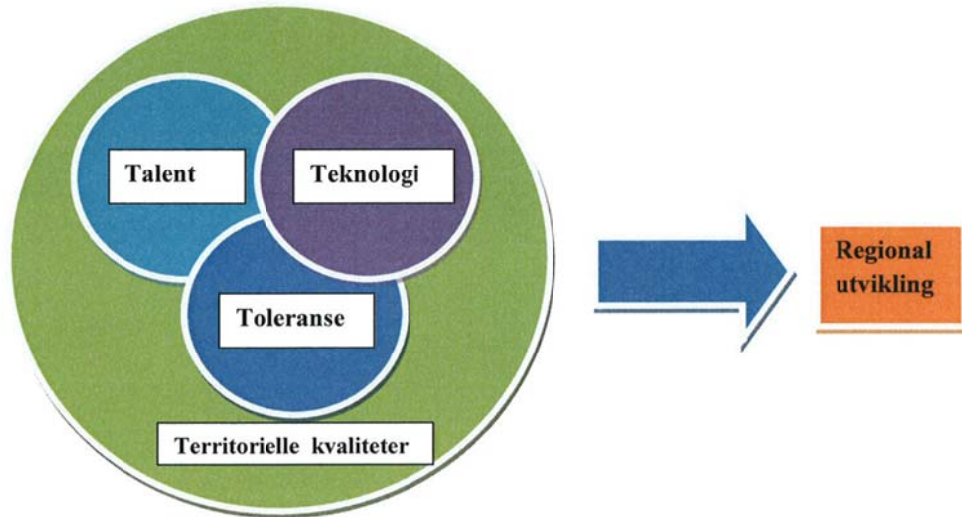 Talent
Teknologi
Toleranse
Territorielle kvaliteter
Regional
utvikling